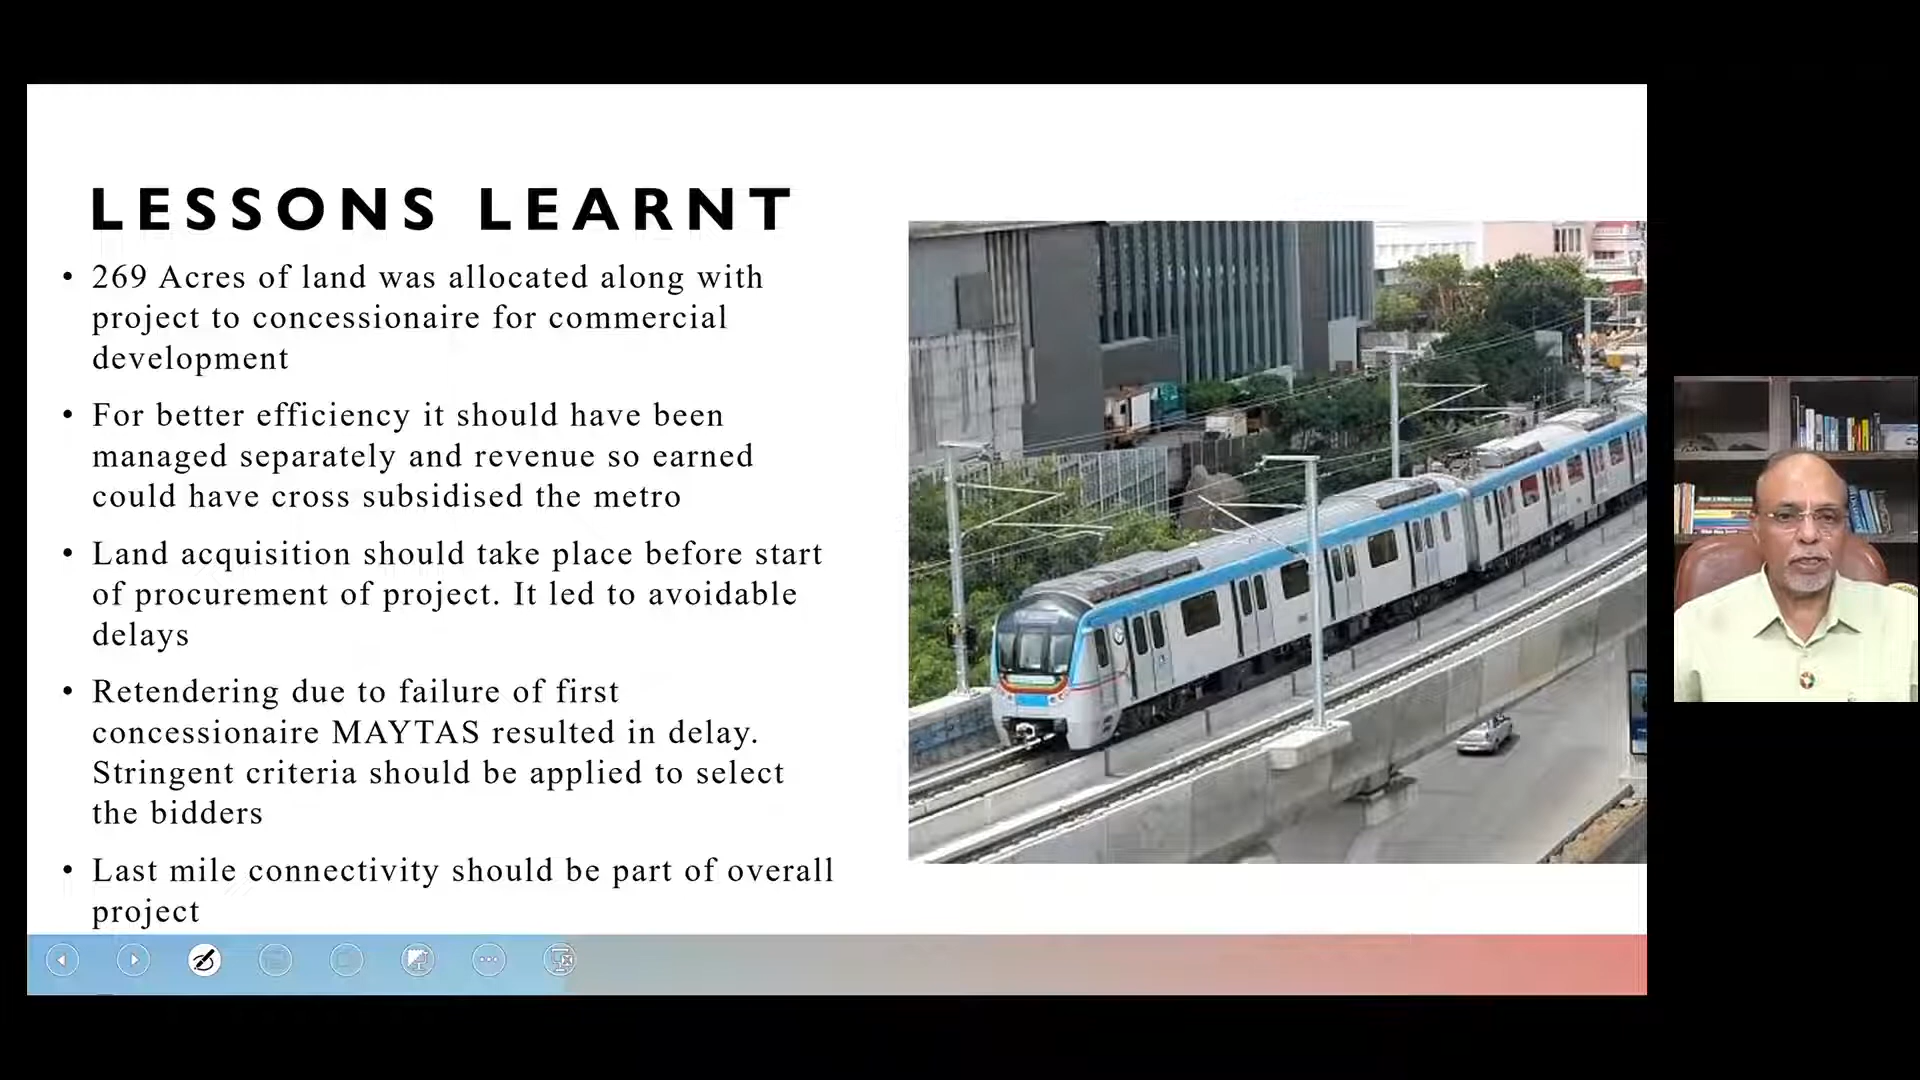 LESSONS LEARNT
• 269 Acres of land was allocated along with
project to concessionaire for commercial
development
• For better efficiency it should have been
managed separately and revenue so earned
could have cross subsidised the metro
• Land acquisition should take place before start
of procurement of project. It led to avoidable
delays
• Retendering due to failure of first
concessionaire MAYTAS resulted in delay.
Stringent criteria should be applied to select
the bidders
• Last mile connectivity should be part of overall
project